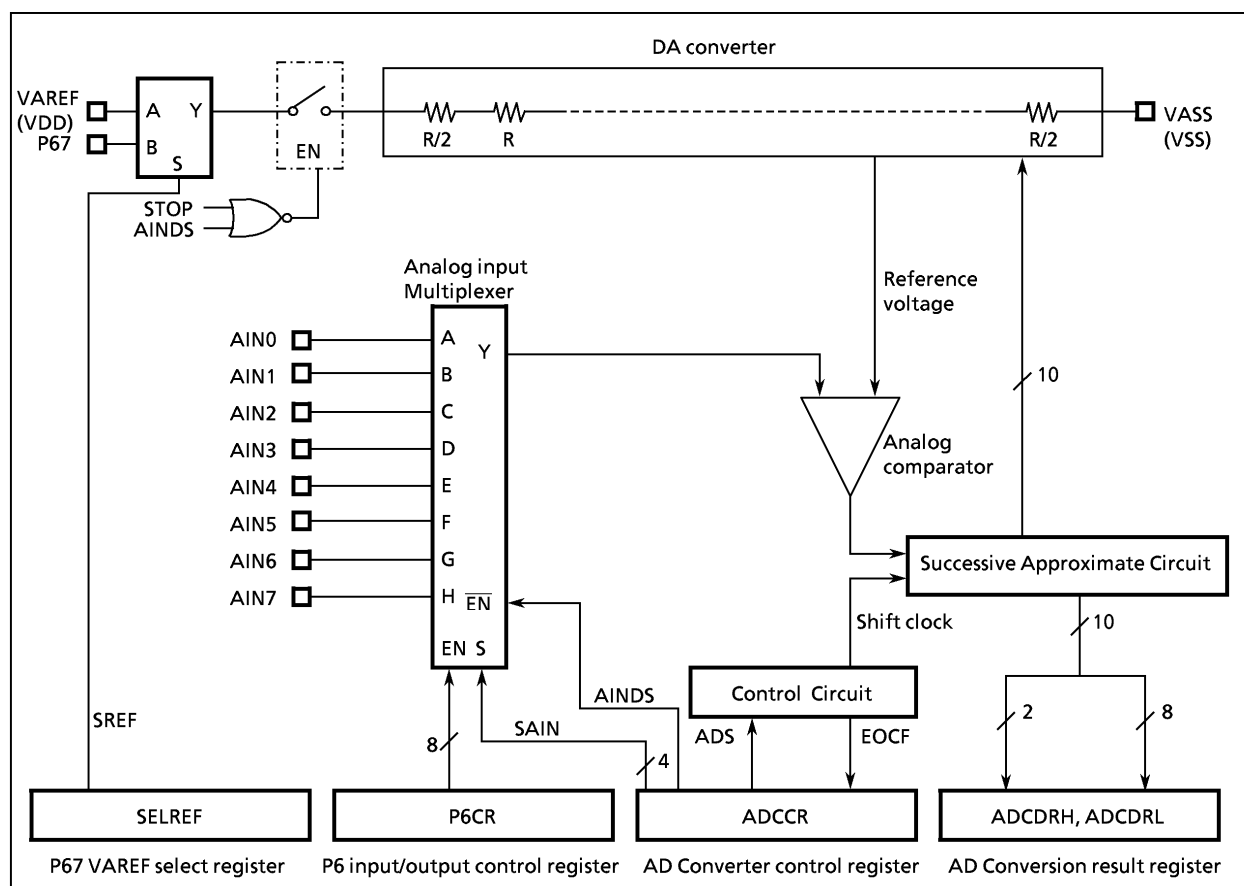 DA converter
VAREF
(VDD)
P67
A
Y
B
S
EN
R/2
R
R/2
VASS
(VSS)
STOP
AINDS
Analog input
Multiplexer
Reference
voltage
10
AIN0
A
Y
AIN1
B
AIN2
C
AIN3
D
AIN4
E
AIN5
F
AIN6
G
AIN7
H
EN
EN S
Analog
comparator
Successive Approximate Circuit
Shift clock
10
Control Circuit
AINDS
SREF
SAIN
ADS
EOCF
8
4
2
8
SELREF
P6CR
ADCCR
ADCDRH, ADCDRL
P67 VAREF select register
P6 input/output control register
AD Converter control register
AD Conversion result register